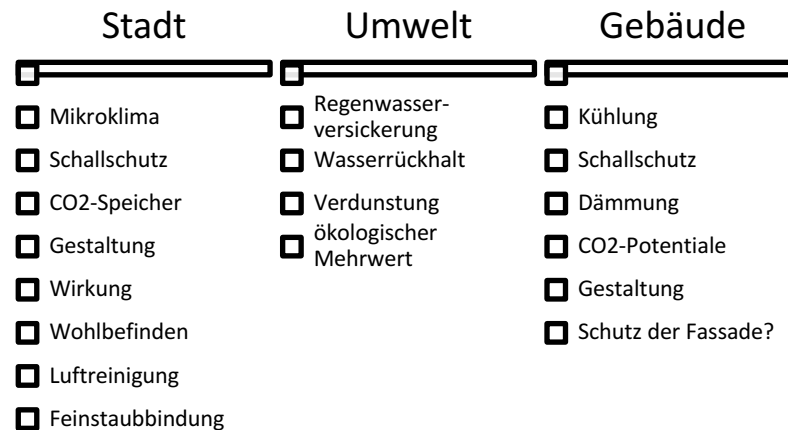 Stadt
Mikroklima
Schallschutz
CO2-Speicher
Gestaltung
Wirkung
Wohlbefinden
Luftreinigung
Feinstaubbindung
Umwelt
Regenwasser-
versickerung
Wasserrückhalt
Verdunstung
ökologischer
Mehrwert
Gebäude
Kühlung
Schallschutz
Dämmung
CO2-Potentiale
Gestaltung
Schutz der Fassade?